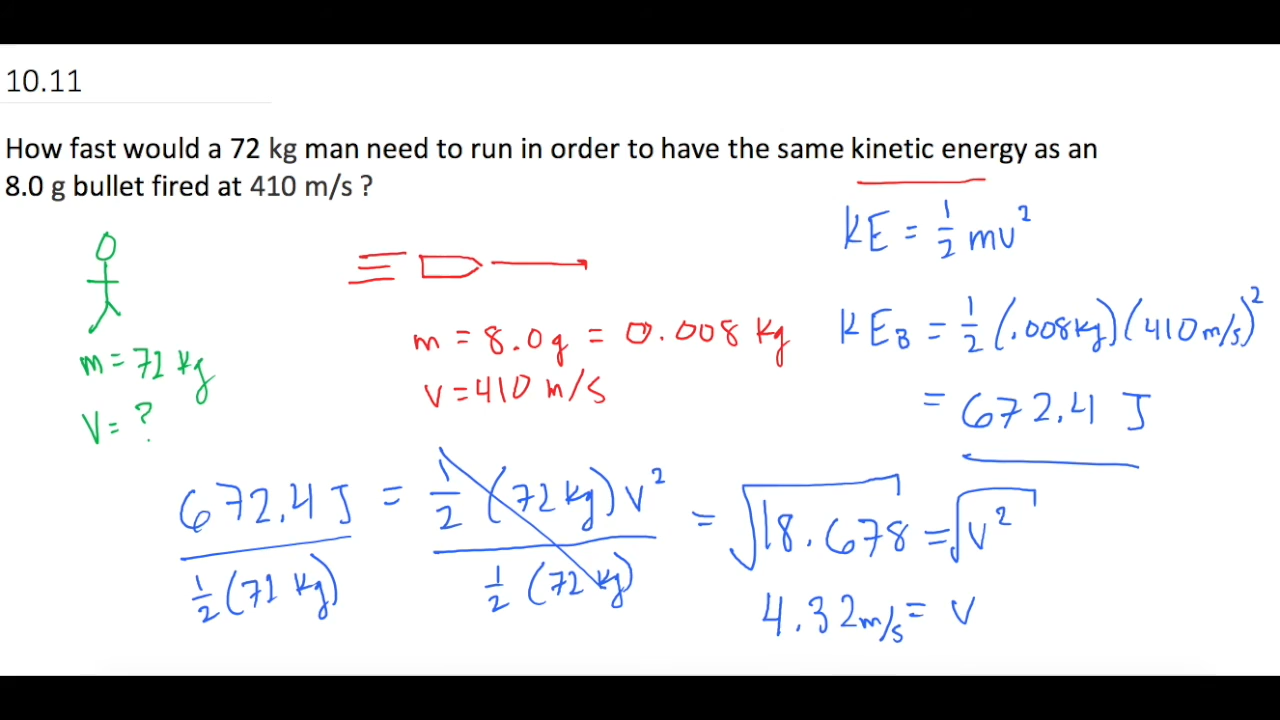 10.11
How fast would a 72 kg man need to run in order to have the same kinetic energy as an
8.0 g bullet fired at 410 m/s ?
KE = 1/2 mv²
m = 8.0g = 0.008 kg
v = 410 m/s
KEB = 1/2 (.008kg)(410m/s)²
= 672.4 J
m = 72 kg
V = ?
672.4 J / 1/2 (72 kg) = 1/2 (72 kg) v² / 1/2 (72 kg) = √18.678 = √v²
4.32 m/s = v